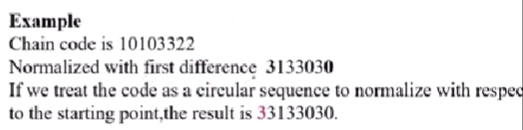 Example
Chain code is 10103322
Normalized with first difference 3133030
If we treat the code as a circular sequence to normalize with respec
to the starting point,the result is 33133030.